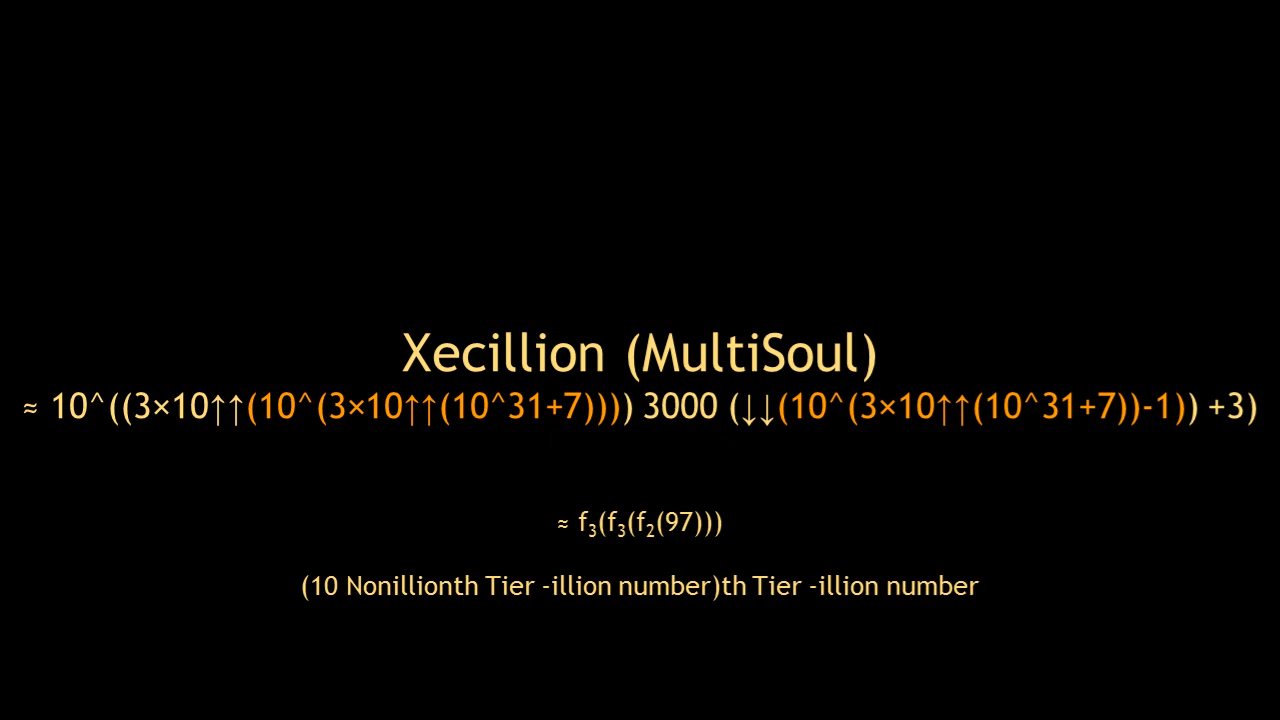 Xecillion (MultiSoul)
≈ 10^((3×10↑↑(10^(3×10↑↑(10^31+7)))) 3000 (↓↓(10^(3×10↑↑(10^31+7))-1)) +3)
≈ f₃(f₃(f₂(97)))
(10 Nonillionth Tier -illion number)th Tier -illion number